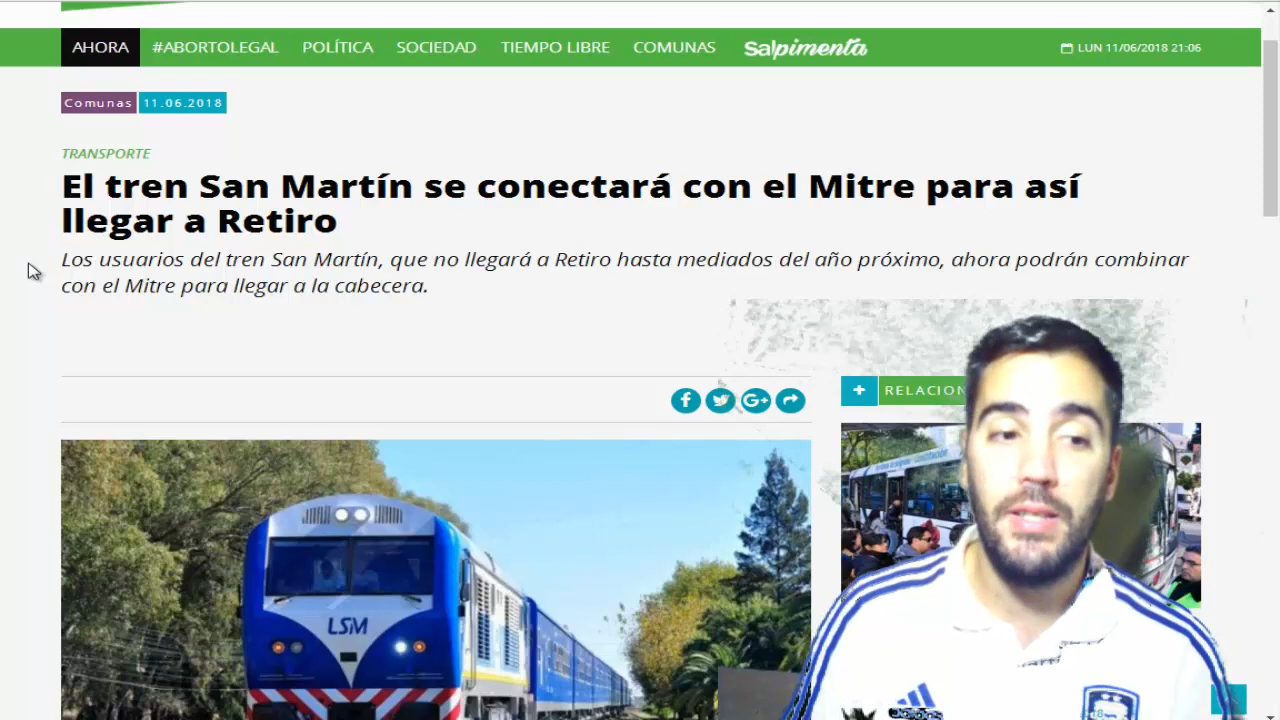 AHORA #ABORTOLEGAL POLÍTICA SOCIEDAD TIEMPO LIBRE COMUNAS Salpimenta LUN 11/06/2018 21:06
Comunas 11.06.2018
TRANSPORTE
El tren San Martín se conectará con el Mitre para así
llegar a Retiro
Los usuarios del tren San Martín, que no llegará a Retiro hasta mediados del año próximo, ahora podrán combinar
con el Mitre para llegar a la cabecera.
RELACION
LSM